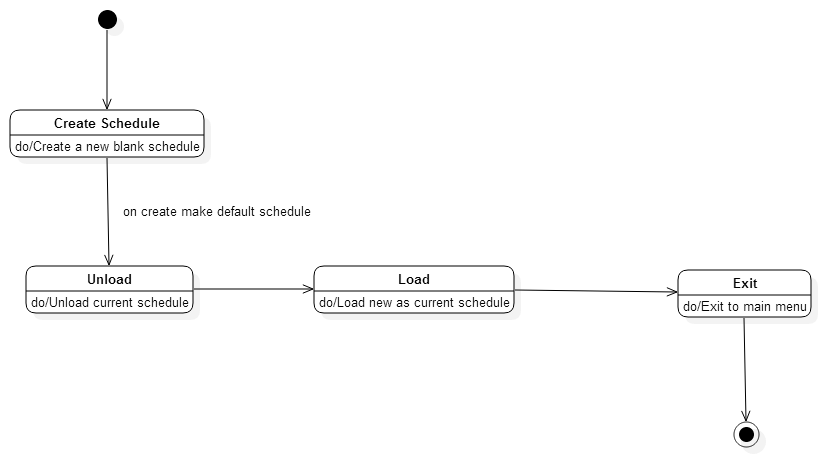 Create Schedule
do/Create a new blank schedule
on create make default schedule
Unload
do/Unload current schedule
Load
do/Load new as current schedule
Exit
do/Exit to main menu